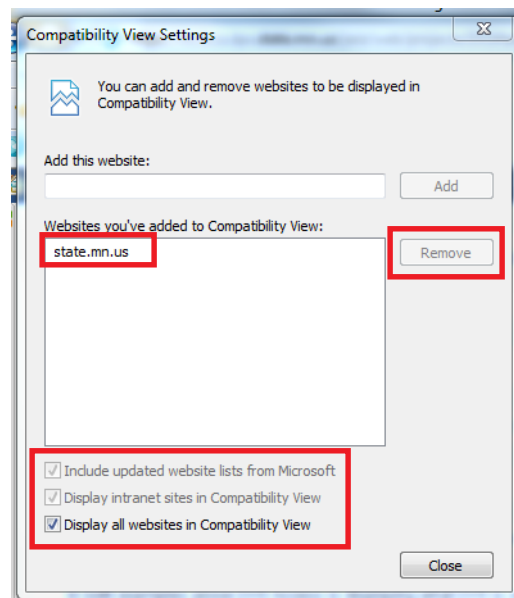 Compatibility View Settings
You can add and remove websites to be displayed in
Compatibility View.
Add this website:
Add
Websites you've added to Compatibility View:
state.mn.us
Remove
Include updated website lists from Microsoft
Display intranet sites in Compatibility View
Display all websites in Compatibility View
Close